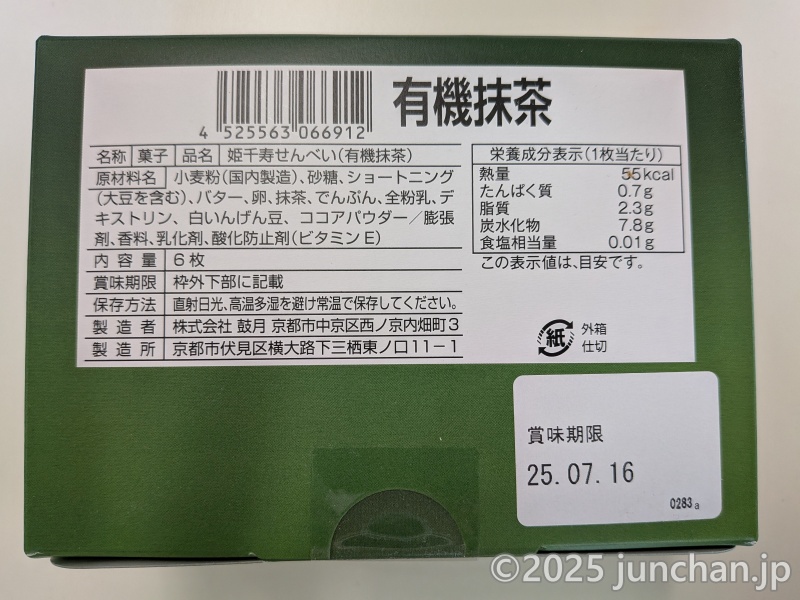 4 525563 066912
有機抹茶
名称 菓子 品名 姫千寿せんべい(有機抹茶)
原材料名 小麦粉(国内製造)、砂糖、ショートニング
(大豆を含む)、バター、卵、抹茶、でんぷん、全粉乳、デ
キストリン、白いんげん豆、ココアパウダー/膨張
剤、香料、乳化剤、酸化防止剤(ビタミンE)
内容量 6枚
賞味期限 枠外下部に記載
保存方法 直射日光、高温多湿を避け常温で保存してください。
製造者 株式会社 鼓月 京都市中京区西ノ京内畑町3
製造所 京都市伏見区横大路下三栖東ノ口11-1
栄養成分表示(1枚当たり)
熱量 55kcal
たんぱく質 0.7g
脂質 2.3g
炭水化物 7.8g
食塩相当量 0.01g
この表示値は、目安です。
紙 外箱
仕切
賞味期限
25.07.16
0283a
©2025 junchan.jp